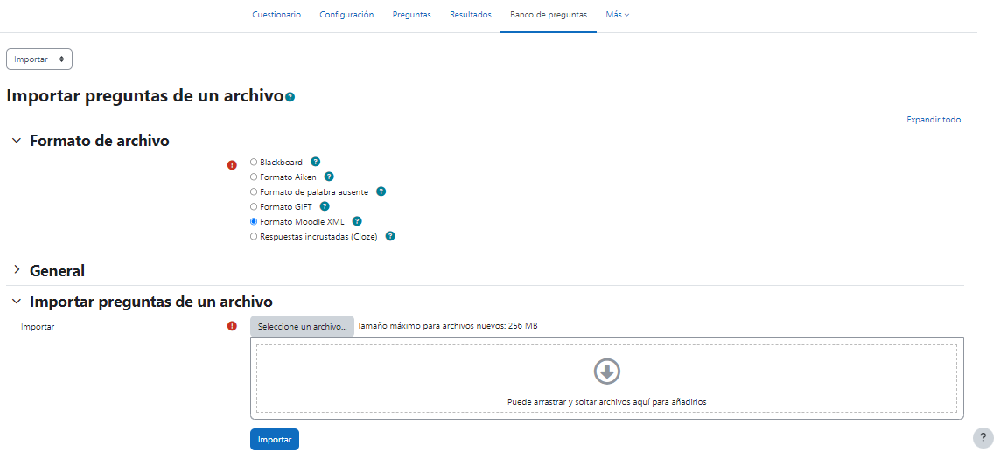 Cuestionario Configuración Preguntas Resultados Banco de preguntas Más
Importar
Importar preguntas de un archivo
Expandir todo
Formato de archivo
Blackboard
Formato Aiken
Formato de palabra ausente
Formato GIFT
Formato Moodle XML
Respuestas incrustadas (Cloze)
General
Importar preguntas de un archivo
Importar Seleccione un archivo... Tamaño máximo para archivos nuevos: 256 MB
Puede arrastrar y soltar archivos aquí para añadirlos
Importar
?